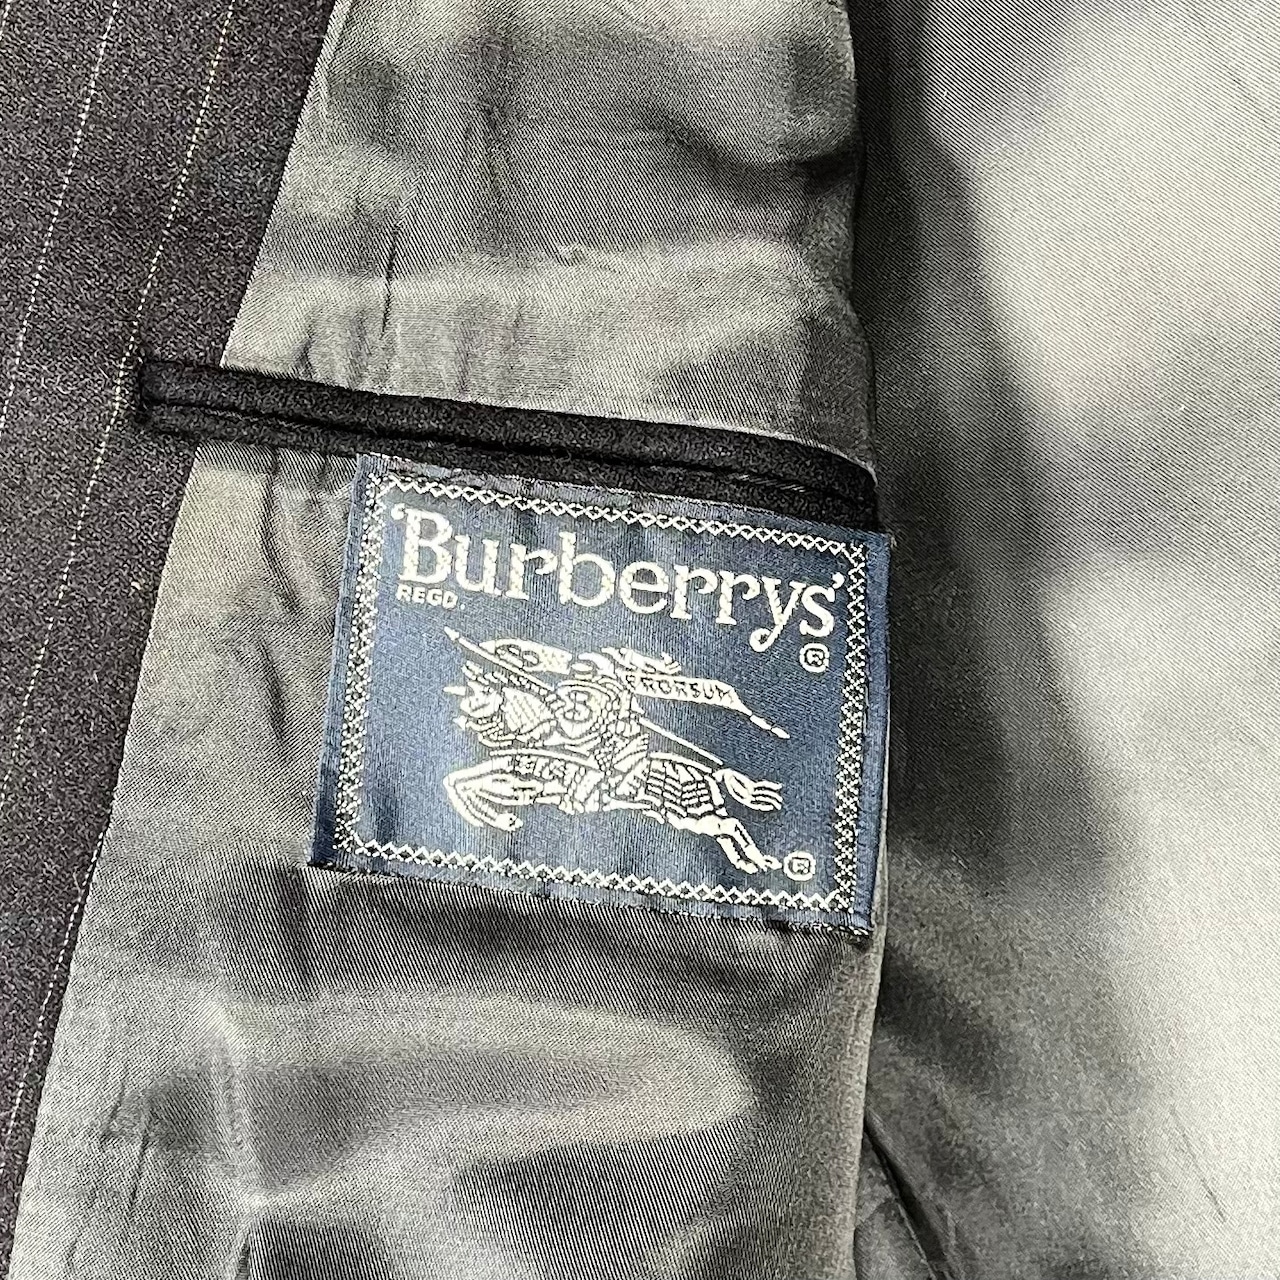 'Burberrys'
REGD.
®
PRORSUM
®